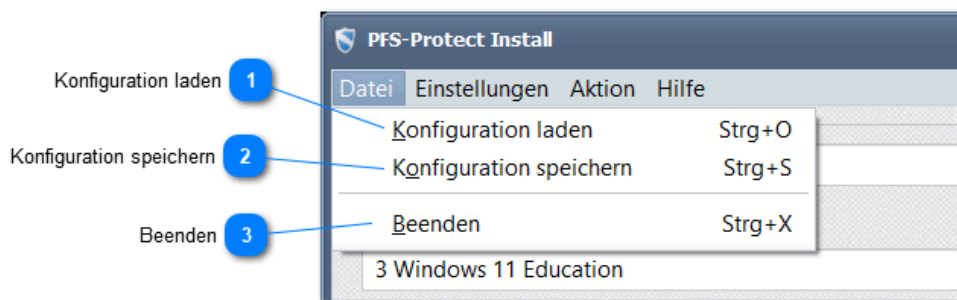 PFS-Protect Install
Datei Einstellungen Aktion Hilfe
Konfiguration laden 1
Konfiguration laden Strg+O
Konfiguration speichern 2
Konfiguration speichern Strg+S
Beenden 3
Beenden Strg+X
3 Windows 11 Education